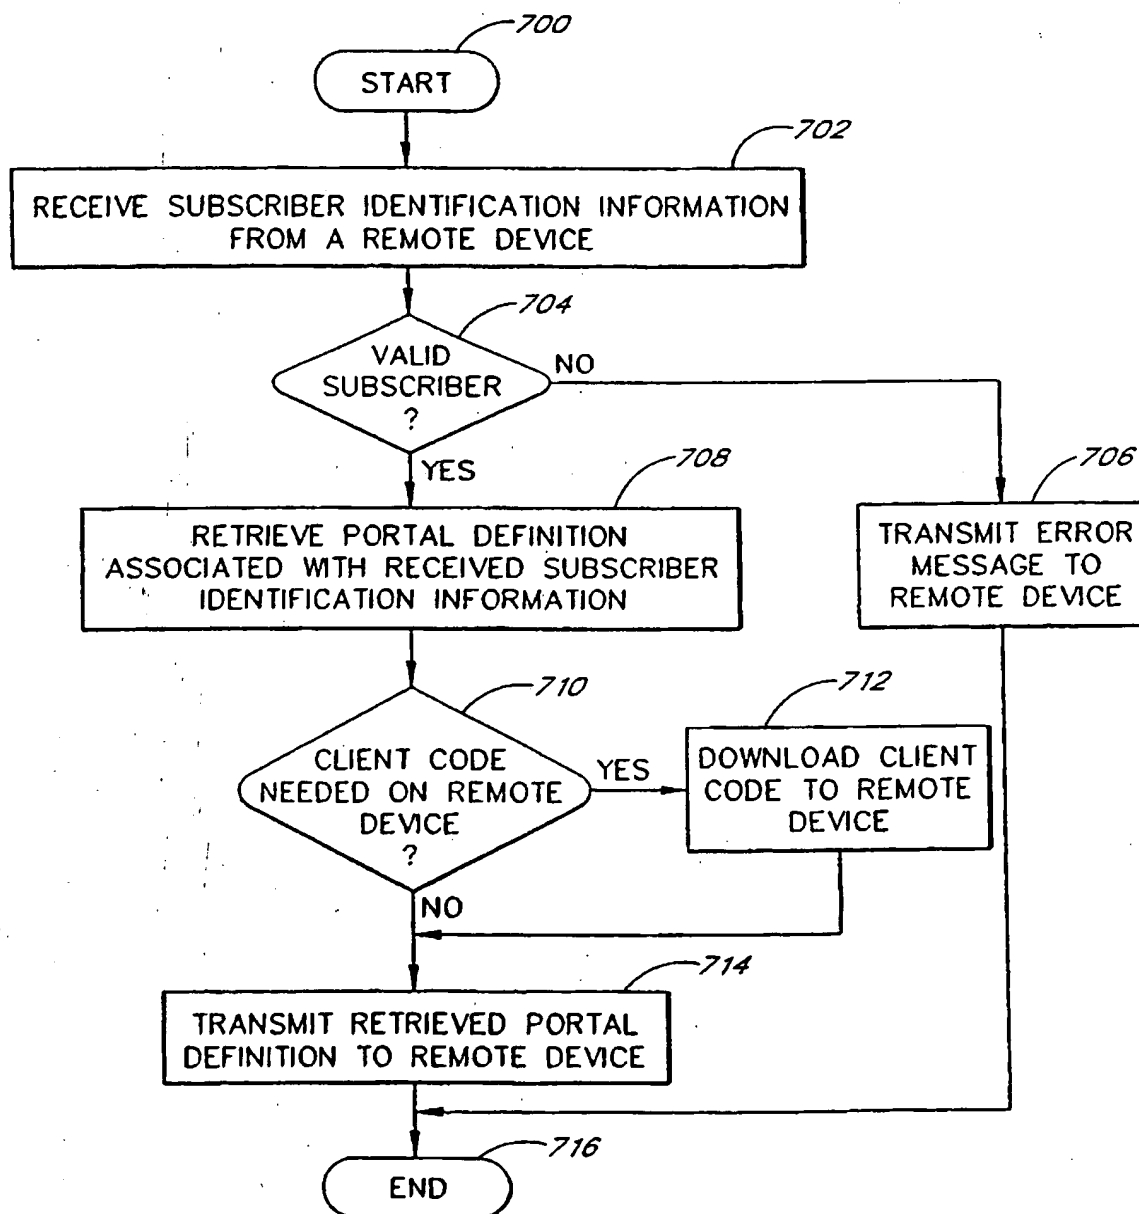 700
START
702
RECEIVE SUBSCRIBER IDENTIFICATION INFORMATION
FROM A REMOTE DEVICE
704
VALID
SUBSCRIBER
?
NO
YES
708
RETRIEVE PORTAL DEFINITION
ASSOCIATED WITH RECEIVED SUBSCRIBER
IDENTIFICATION INFORMATION
706
TRANSMIT ERROR
MESSAGE TO
REMOTE DEVICE
710
CLIENT CODE
NEEDED ON REMOTE
DEVICE
?
YES
712
DOWNLOAD CLIENT
CODE TO REMOTE
DEVICE
NO
714
TRANSMIT RETRIEVED PORTAL
DEFINITION TO REMOTE DEVICE
716
END